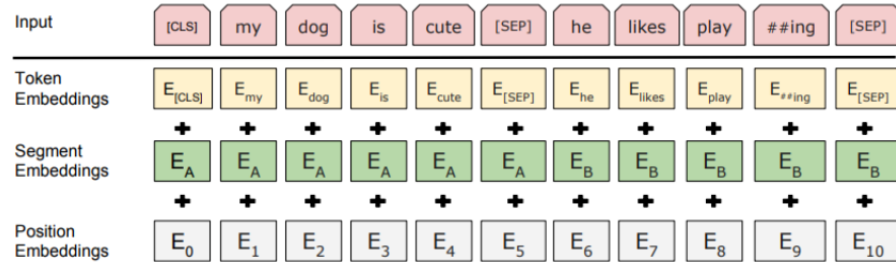 Input [CLS] my dog is cute [SEP] he likes play ##ing [SEP]
Token Embeddings E[CLS] Emy Edog Eis Ecute E[SEP] Ehe Elikes Eplay E##ing E[SEP]
+ + + + + + + + + + +
Segment Embeddings EA EA EA EA EA EA EB EB EB EB EB
+ + + + + + + + + + +
Position Embeddings E0 E1 E2 E3 E4 E5 E6 E7 E8 E9 E10